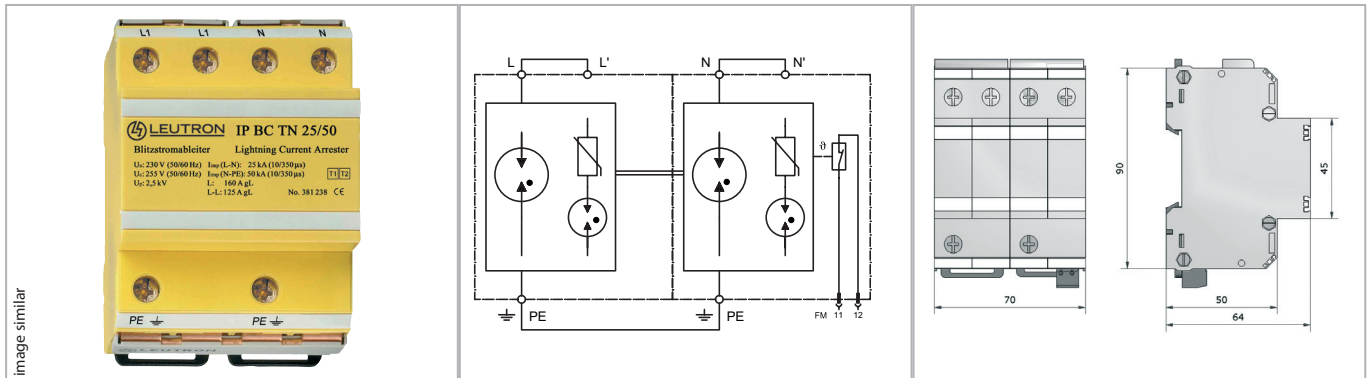 L1 L1 N N
LEUTRON IP BC TN 25/50
Blitzstromableiter Lightning Current Arrester
Uₙ: 230 V (50/60 Hz) Iimp (L-N): 25 kA (10/350 µs)
U꜀: 255 V (50/60 Hz) Iimp (N-PE): 50 kA (10/350 µs) T1 T2
Uₚ: 2,5 kV L: 160 A gL
L-L: 125 A gL No. 381 238 CE
PE PE
LEUTRON
image similar
L L' N N'
ϑ
PE PE FM 11 12
90
45
70
50
64